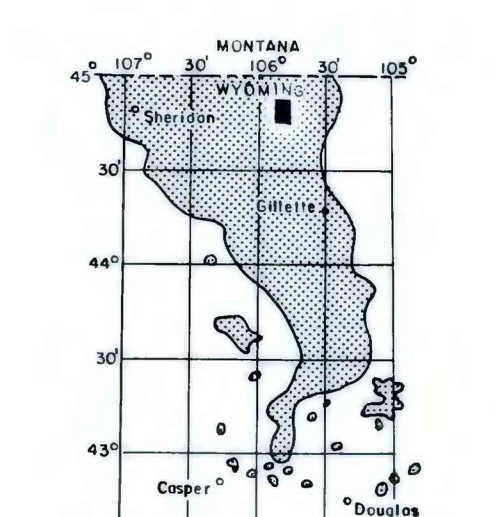 MONTANA
107° 30' 106° 30' 105°
45°
WYOMING
Sheridan
30'
Gillette
44°
30'
43°
Casper
Douglas